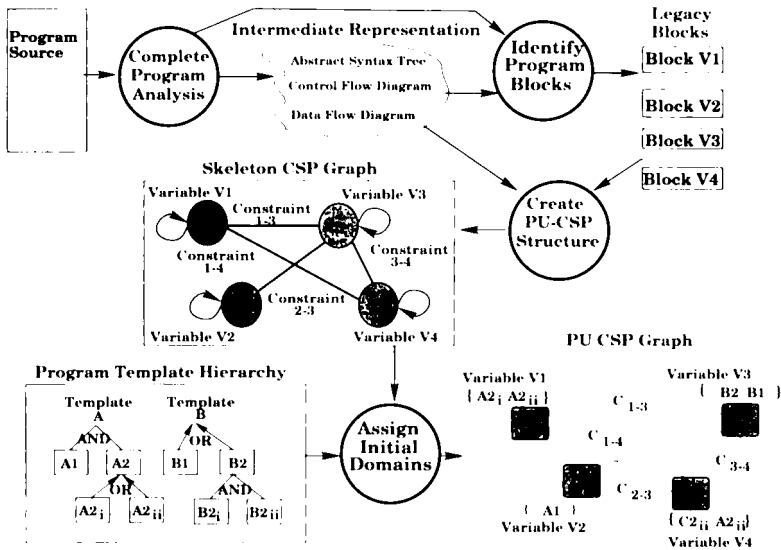 Program
Source
Complete
Program
Analysis
Intermediate Representation
Abstract Syntax Tree
Control Flow Diagram
Data Flow Diagram
Identify
Program
Blocks
Legacy
Blocks
Block V1
Block V2
Block V3
Block V4
Create
PU-CSP
Structure
Skeleton CSP Graph
Variable V1
Variable V3
Constraint
1-3
Constraint
1-4
Constraint
3-4
Constraint
2-3
Variable V2
Variable V4
Program Template Hierarchy
Template
A
AND
A1
A2
OR
A2i
A2ii
Template
B
OR
B1
B2
AND
B2i
B2ii
Assign
Initial
Domains
PU CSP Graph
Variable V1
{ A2i A2ii }
Variable V3
{ B2 B1 }
C 1-3
C 1-4
C 3-4
C 2-3
{ A1 }
Variable V2
{ C2ii A2ii }
Variable V4